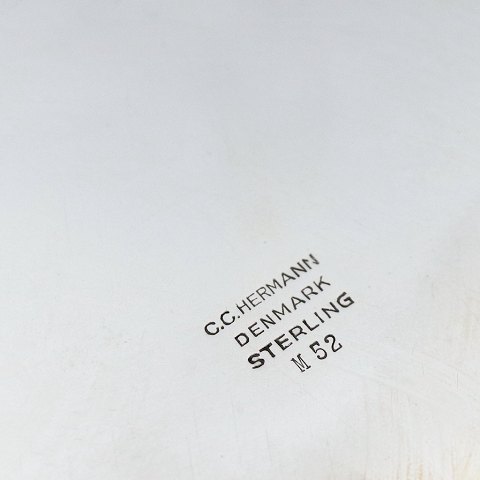 C.C.HERMANN
DENMARK
STERLING
M 52